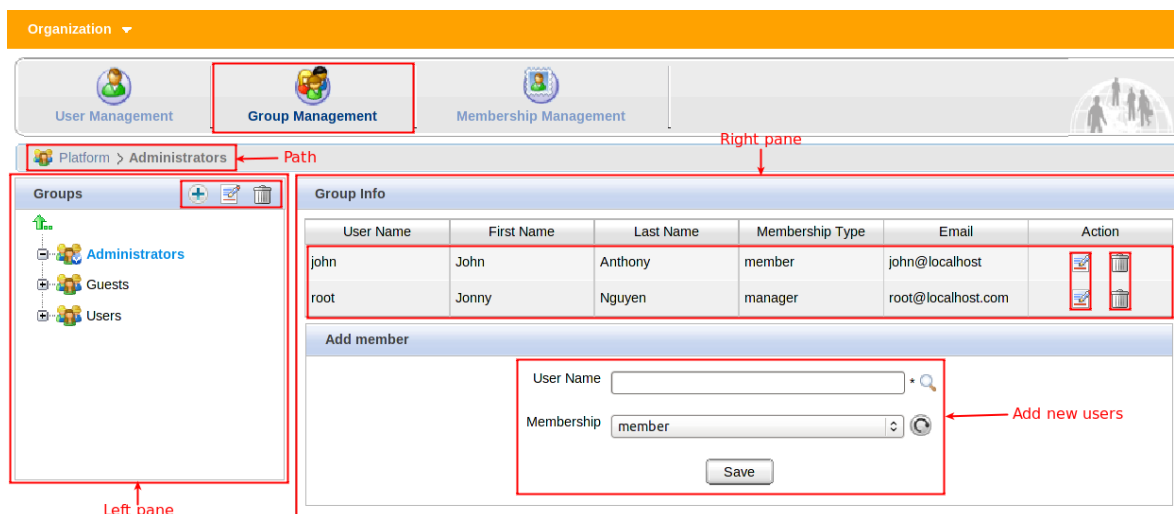 Organization
User Management Group Management Membership Management
Right pane
Platform > Administrators Path
Groups Group Info
User Name First Name Last Name Membership Type Email Action
Administrators
john John Anthony member john@localhost
Guests
root Jonny Nguyen manager root@localhost.com
Users
Add member
User Name *
Membership member Add new users
Save
Left pane